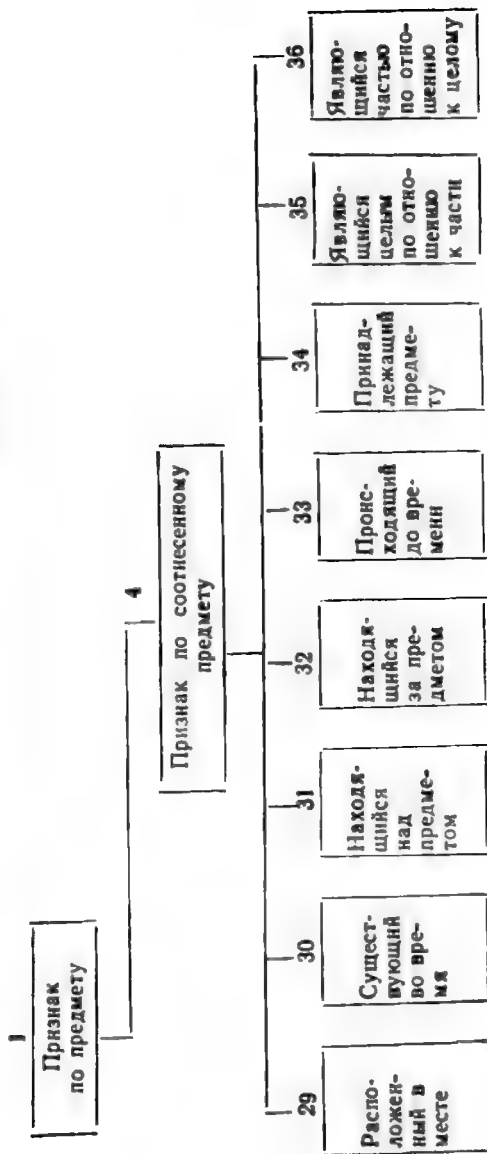 1
Признак
по предмету
4
Признак по соотнесенному
предмету
29
Распо-
ложен-
ный в
месте
30
Сущест-
вующий
во вре-
мя
31
Находя-
щийся
над
предме-
том
32
Находя-
щийся
за пре-
дметом
33
Проис-
ходящий
до вре-
мени
34
Принад-
лежащий
предме-
ту
35
Являю-
щийся
целым
по отно-
шению
к части
36
Являю-
щийся
частью
по отно-
шению
к целому